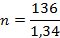 n = 136/1,34